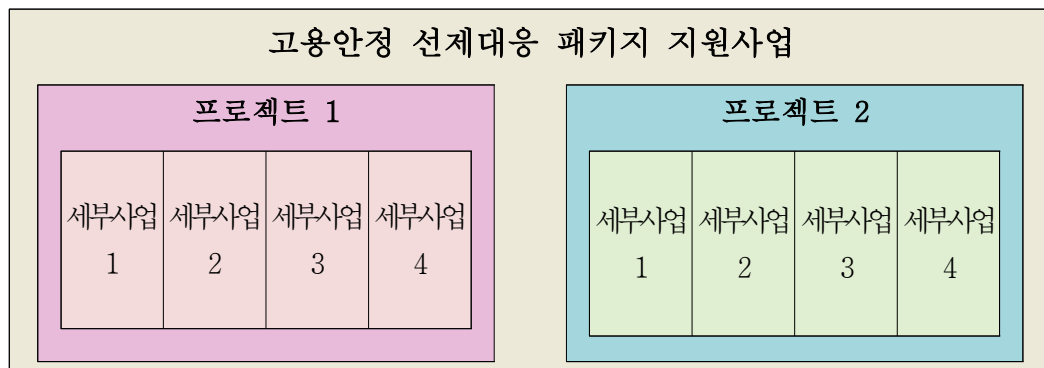 고용안정 선제대응 패키지 지원사업
프로젝트 1
프로젝트 2
세부사업 세부사업 세부사업 세부사업
1 2 3 4
세부사업 세부사업 세부사업 세부사업
1 2 3 4